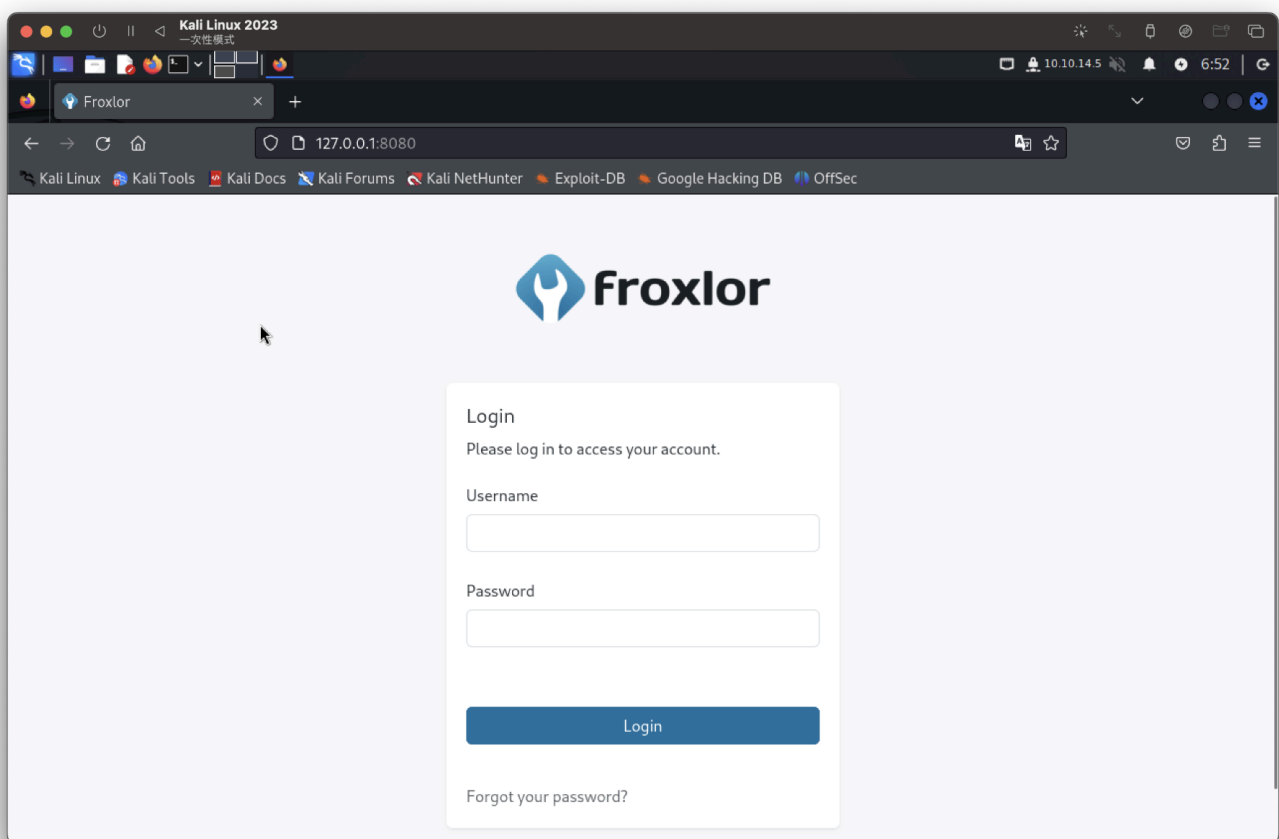 Kali Linux 2023
一次性模式
10.10.14.5 6:52
Froxlor
127.0.0.1:8080
Kali Linux Kali Tools Kali Docs Kali Forums Kali NetHunter Exploit-DB Google Hacking DB OffSec
froxlor
Login
Please log in to access your account.
Username
Password
Login
Forgot your password?